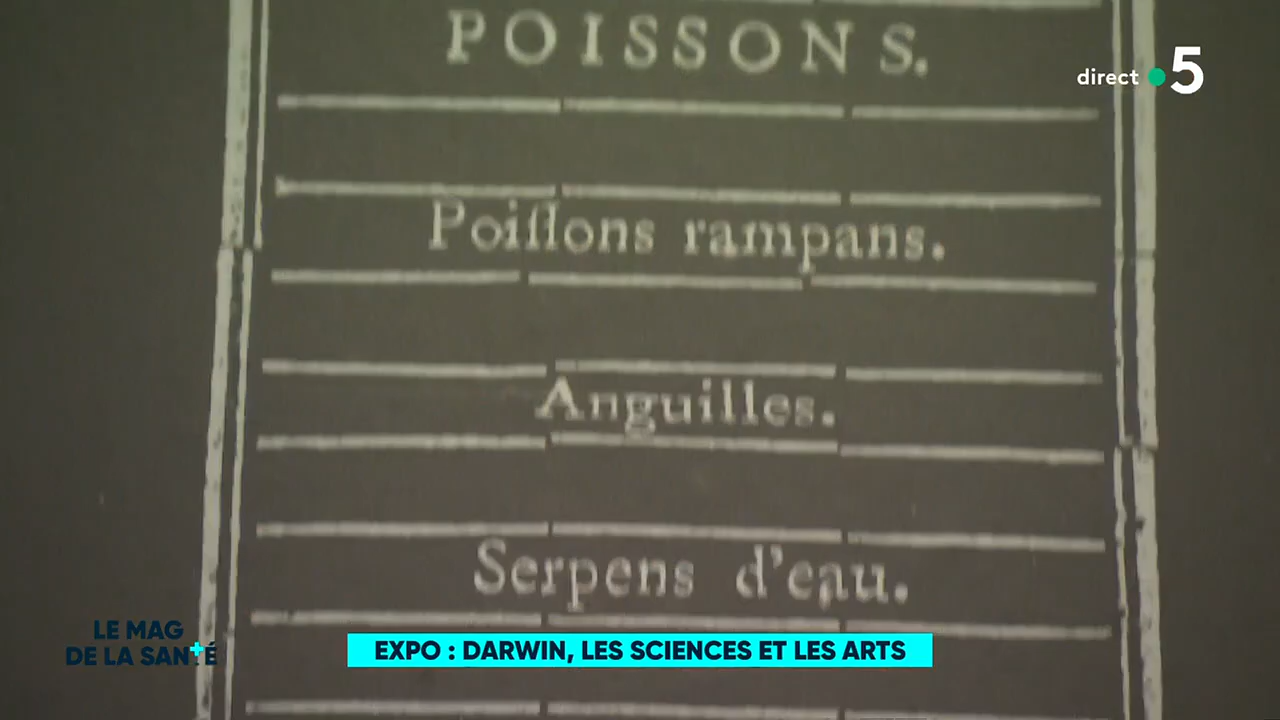 POISSONS.
direct 5
Poiſſons rampans.
Anguilles.
Serpens d'eau.
LE MAG
DE LA SANTÉ
EXPO : DARWIN, LES SCIENCES ET LES ARTS